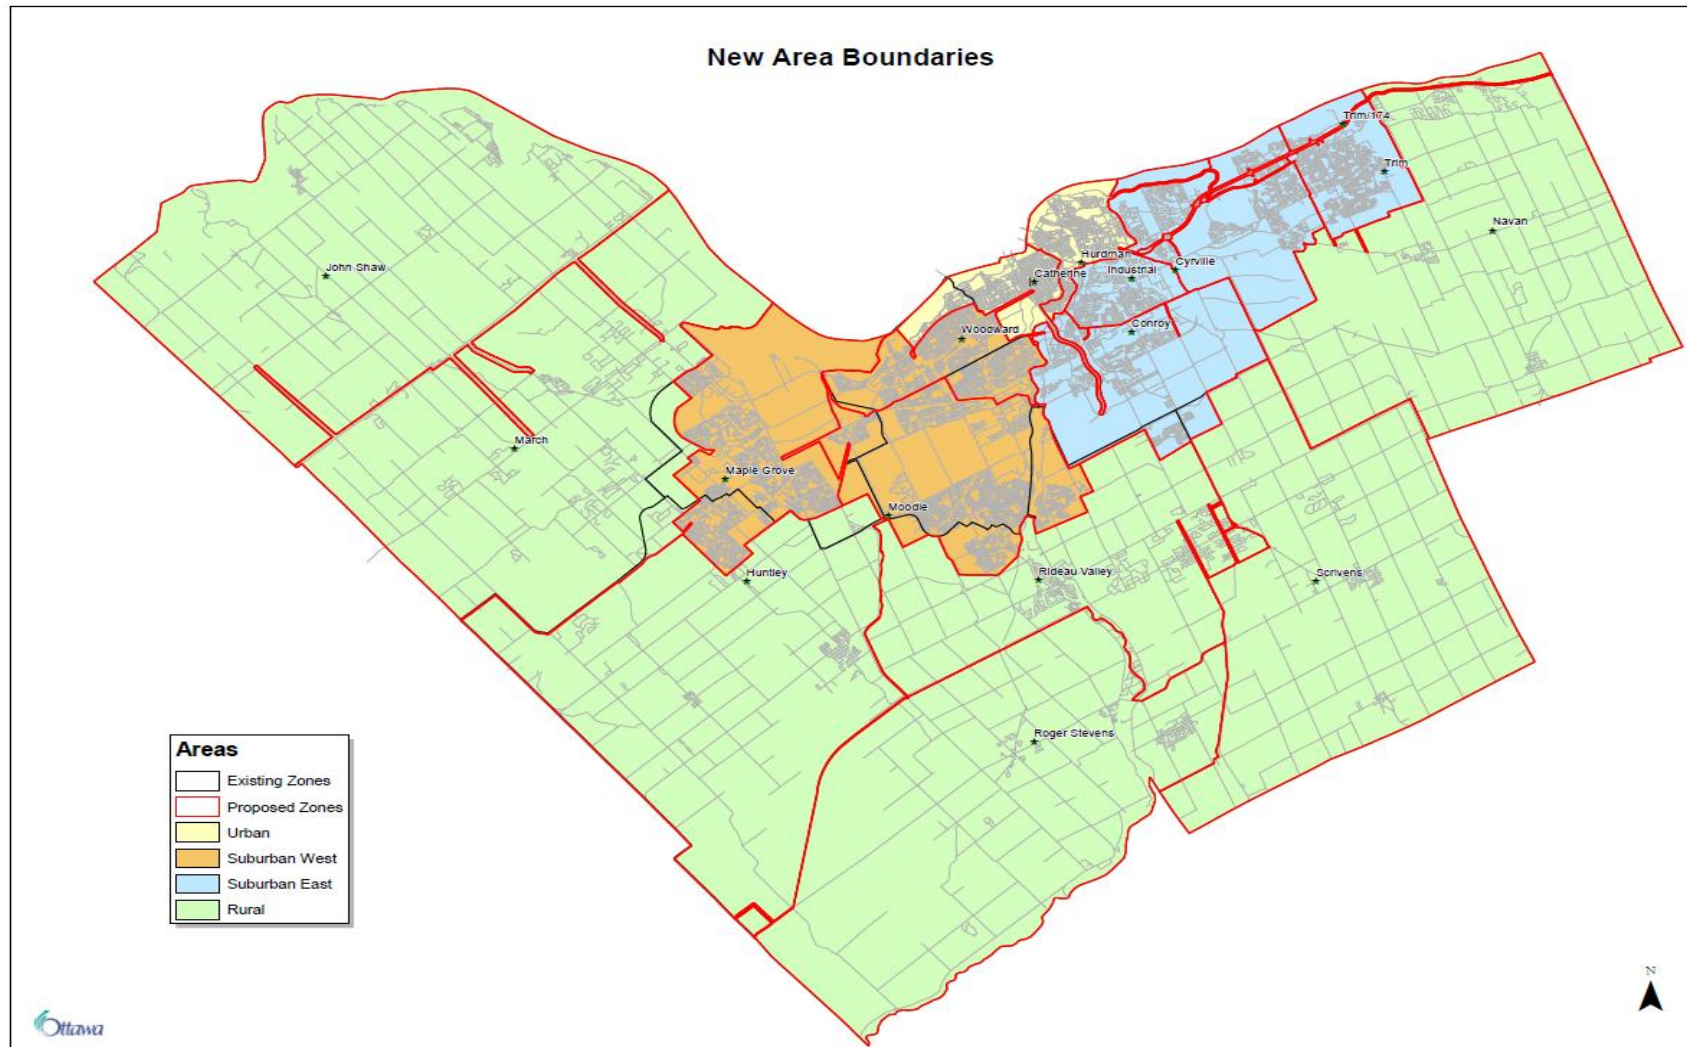 New Area Boundaries
Trim/174
Trim
Navan
Hurdman
Cyrville
Industrial
Catherine
John Shaw
Conroy
Woodward
March
Maple Grove
Moodie
Huntley
Rideau Valley
Scrivens
Roger Stevens
Areas
Existing Zones
Proposed Zones
Urban
Suburban West
Suburban East
Rural
N
Ottawa